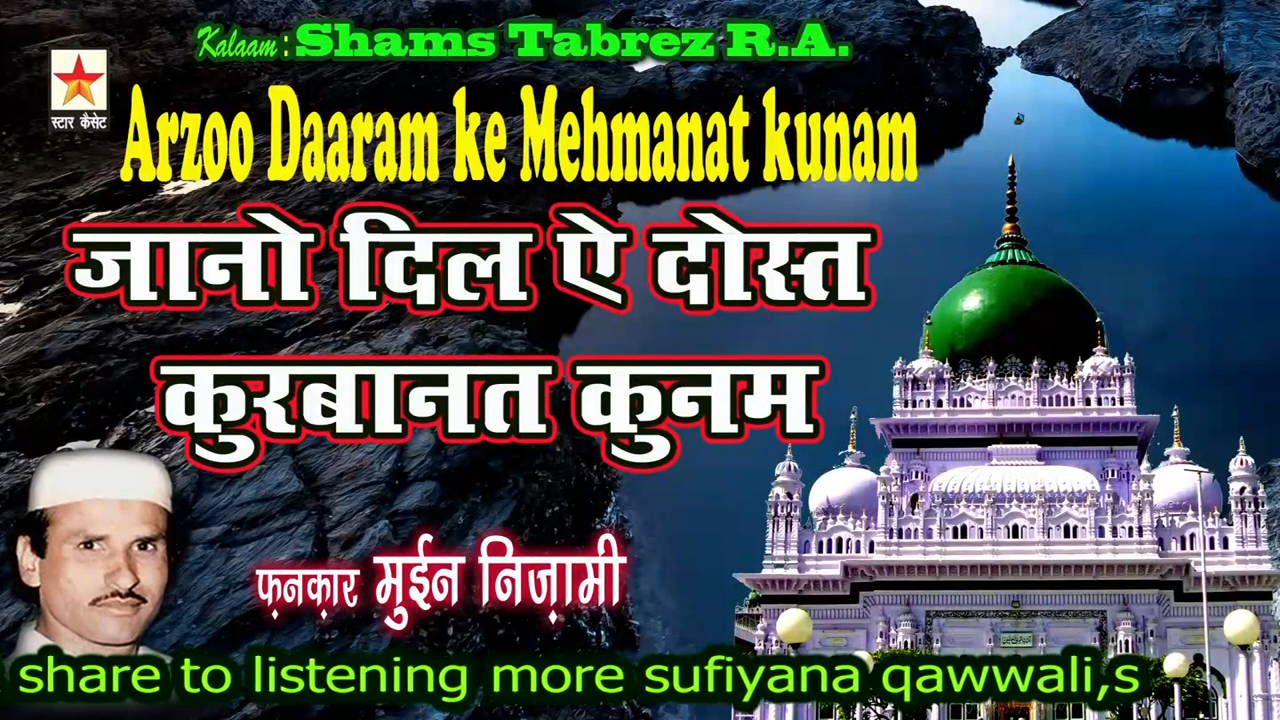 Kalaam : Shams Tabrez R.A.
स्टार कैसेट
Arzoo Daaram ke Mehmanat kunam
जानो दिल ऐ दोस्त
कुरबानत कुनम
फ़नक़ार मुईन निज़ामी
share to listening more sufiyana qawwali,s